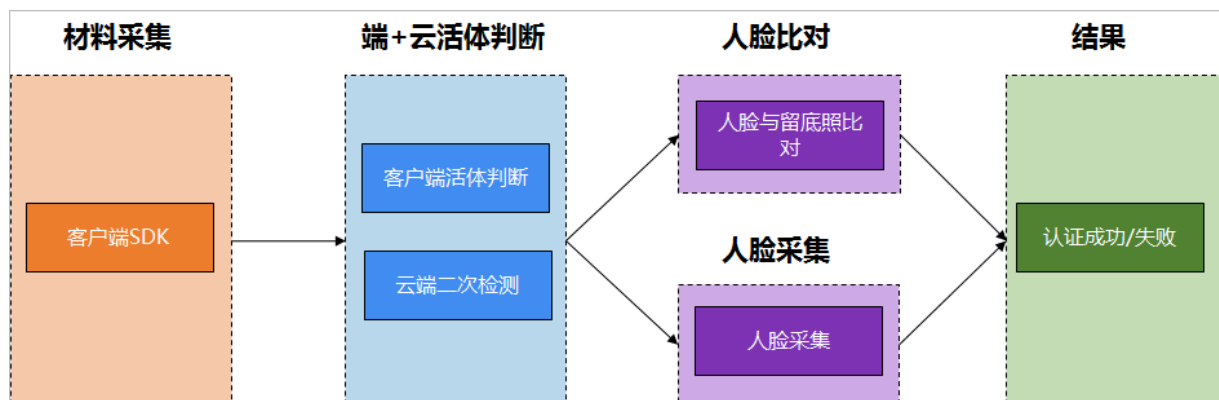 材料采集
端+云活体判断
人脸比对
结果
客户端SDK
客户端活体判断
云端二次检测
人脸与留底照比
对
人脸采集
人脸采集
认证成功/失败